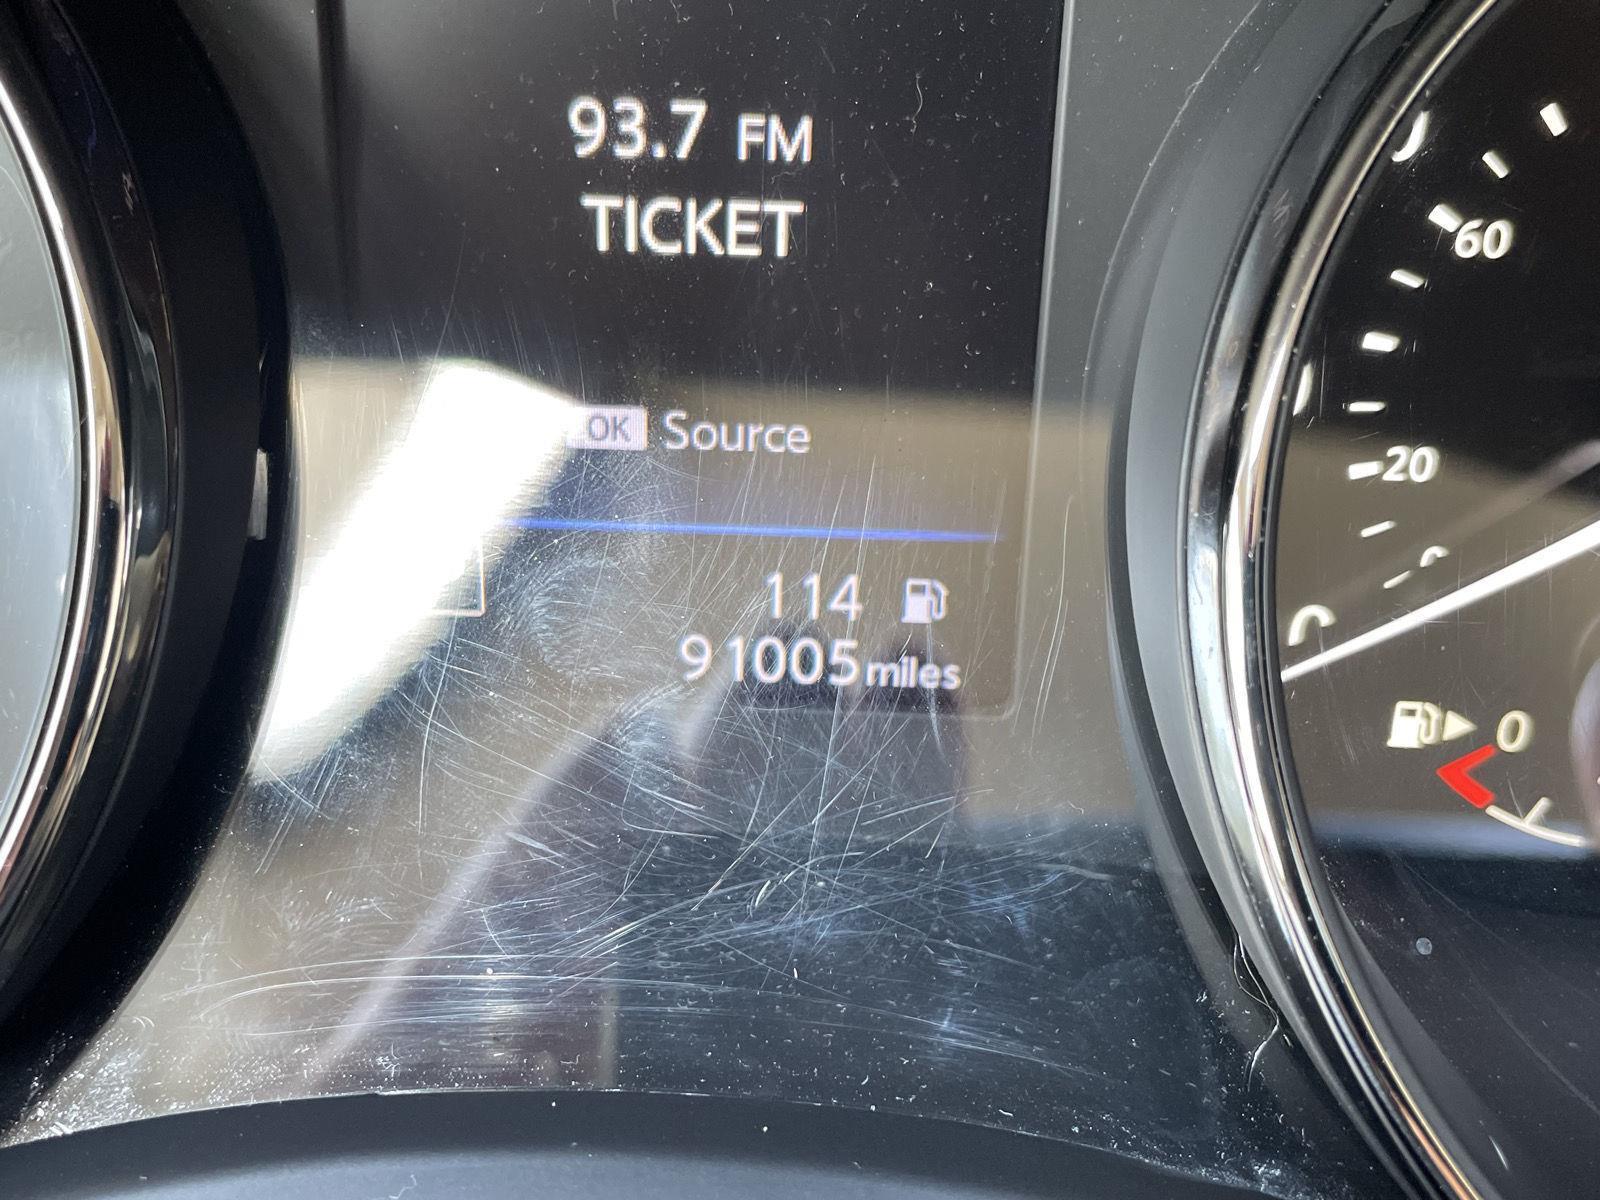 93.7 FM
TICKET
OK Source
114
91005 miles
60
20
0